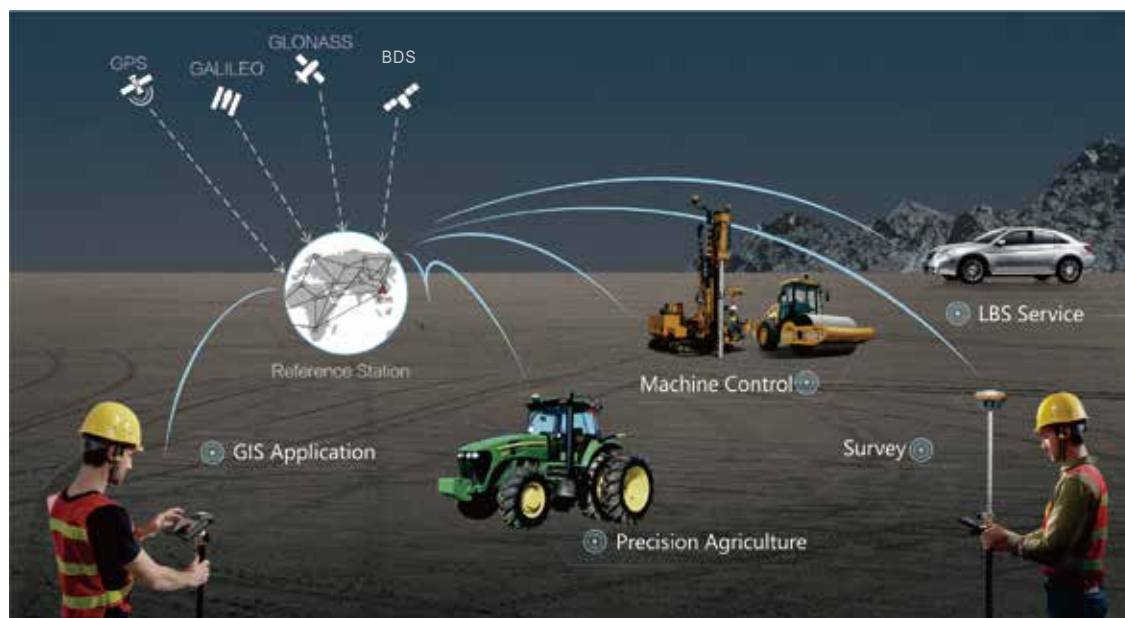 GLONASS
BDS
GPS
GALILEO
LBS Service
Reference Station
Machine Control
GIS Application
Survey
Precision Agriculture